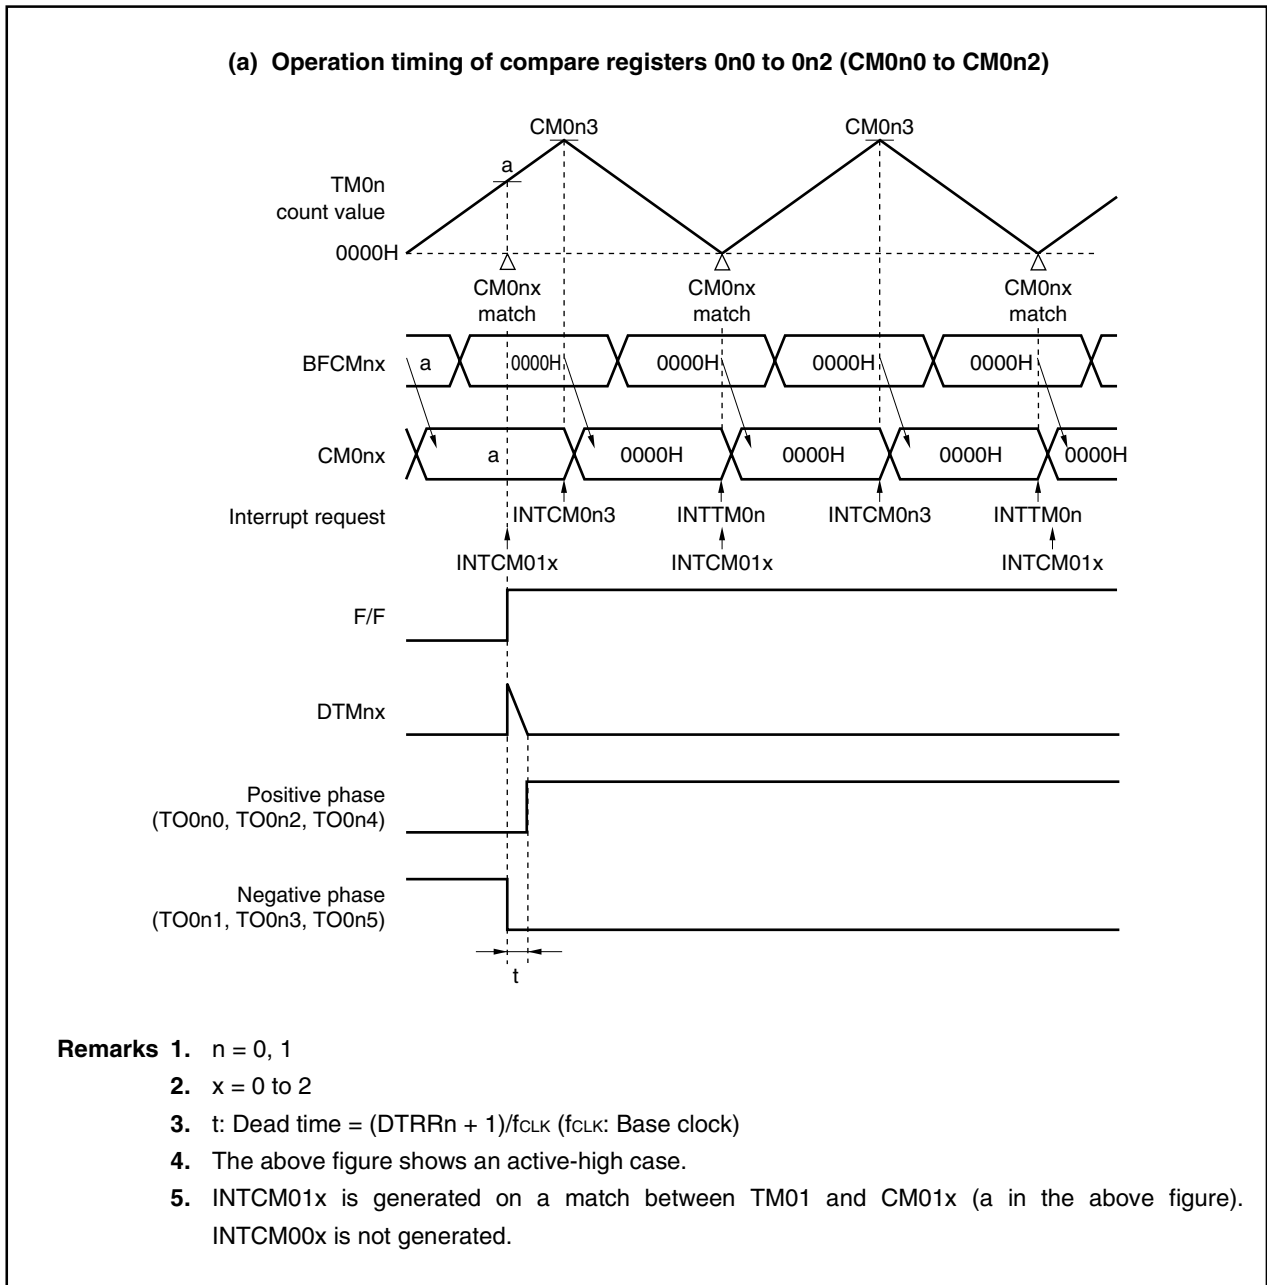 (a) Operation timing of compare registers 0n0 to 0n2 (CM0n0 to CM0n2)
CM0n3 CM0n3
a
TM0n
count value
0000H
CM0nx CM0nx CM0nx
match match match
BFCMnx a 0000H 0000H 0000H 0000H
CM0nx a 0000H 0000H 0000H 0000H
Interrupt request INTCM0n3 INTTM0n INTCM0n3 INTTM0n
INTCM01x INTCM01x INTCM01x
F/F
DTMnx
Positive phase
(TO0n0, TO0n2, TO0n4)
Negative phase
(TO0n1, TO0n3, TO0n5)
t
Remarks 1. n = 0, 1
2. x = 0 to 2
3. t: Dead time = (DTRRn + 1)/fCLK (fCLK: Base clock)
4. The above figure shows an active-high case.
5. INTCM01x is generated on a match between TM01 and CM01x (a in the above figure).
INTCM00x is not generated.